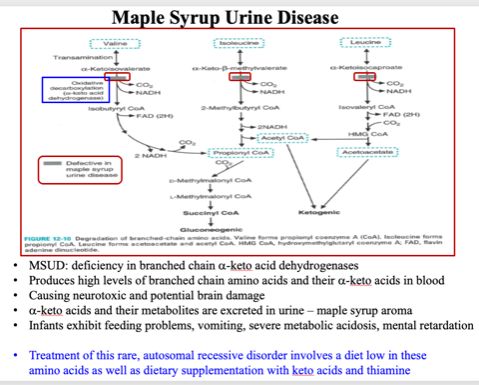 Maple Syrup Urine Disease
Valine
Isoleucine
Leucine
Transamination
α-Ketoisovalerate
α-Keto-β-methylvalerate
α-Ketoisocaproate
Oxidative
decarboxylation
(α-keto acid
dehydrogenase)
CO₂
NADH
CO₂
NADH
CO₂
NADH
Isobutyryl CoA
2-Methylbutyryl CoA
Isovaleryl CoA
FAD (2H)
FAD (2H)
CO₂
2NADH
HMG CoA
Acetyl CoA
CO₂
2 NADH
Propionyl CoA
Acetoacetate
CO₂
Defective in
maple syrup
urine disease
D-Methylmalonyl CoA
L-Methylmalonyl CoA
Succinyl CoA
Ketogenic
Gluconeogenic
FIGURE 12-10 Degradation of branched-chain amino acids. Valine forms propionyl coenzyme A (CoA), Isoleucine forms
propionyl CoA. Leucine forms acetoacetate and acetyl CoA. HMG CoA, hydroxymethylglutaryl coenzyme A; FAD, flavin
adenine dinucleotide.
• MSUD: deficiency in branched chain α-keto acid dehydrogenases
• Produces high levels of branched chain amino acids and their α-keto acids in blood
• Causing neurotoxic and potential brain damage
• α-keto acids and their metabolites are excreted in urine – maple syrup aroma
• Infants exhibit feeding problems, vomiting, severe metabolic acidosis, mental retardation
• Treatment of this rare, autosomal recessive disorder involves a diet low in these
amino acids as well as dietary supplementation with keto acids and thiamine